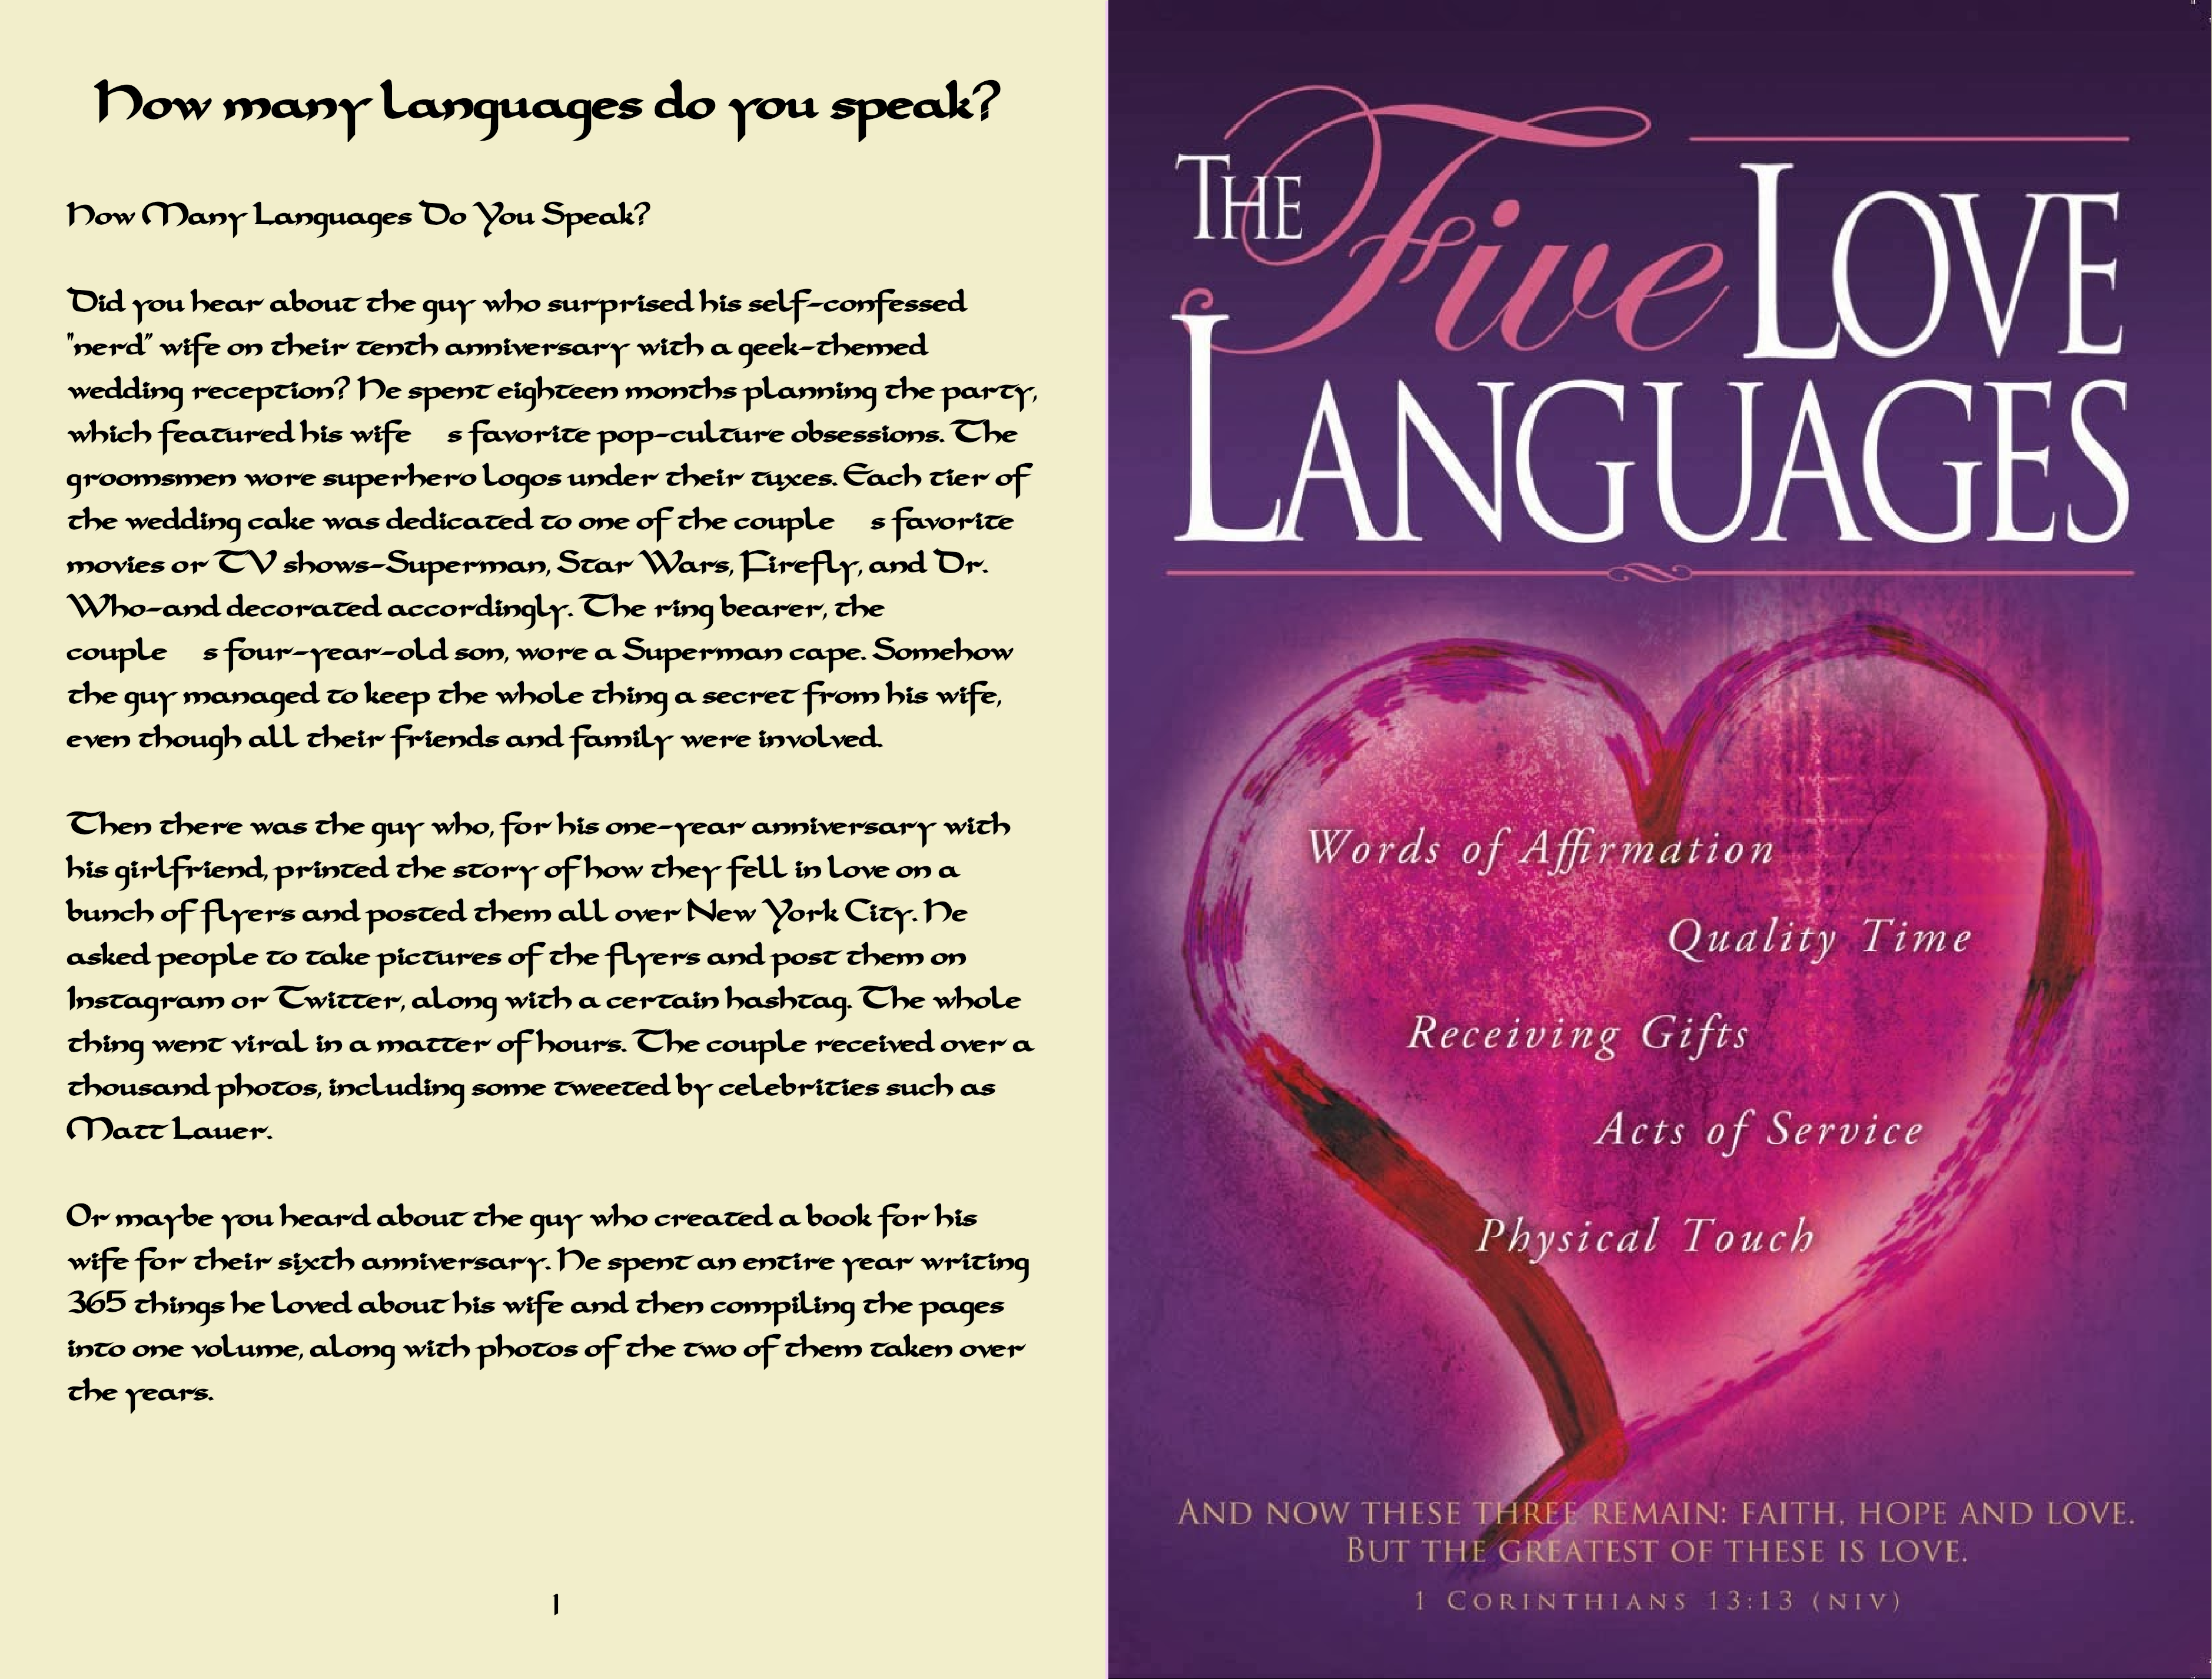 How many languages do you speak?
How Many Languages Do You Speak?
Did you hear about the guy who surprised his self-confessed
"nerd" wife on their tenth anniversary with a geek-themed
wedding reception? He spent eighteen months planning the party,
which featured his wife s favorite pop-culture obsessions. The
groomsmen wore superhero logos under their tuxes. Each tier of
the wedding cake was dedicated to one of the couple s favorite
movies or TV shows-Superman, Star Wars, Firefly, and Dr.
Who-and decorated accordingly. The ring bearer, the
couple s four-year-old son, wore a Superman cape. Somehow
the guy managed to keep the whole thing a secret from his wife,
even though all their friends and family were involved.
Then there was the guy who, for his one-year anniversary with
his girlfriend, printed the story of how they fell in love on a
bunch of flyers and posted them all over New York City. He
asked people to take pictures of the flyers and post them on
Instagram or Twitter, along with a certain hashtag. The whole
thing went viral in a matter of hours. The couple received over a
thousand photos, including some tweeted by celebrities such as
Matt Lauer.
Or maybe you heard about the guy who created a book for his
wife for their sixth anniversary. He spent an entire year writing
365 things he loved about his wife and then compiling the pages
into one volume, along with photos of the two of them taken over
the years.
1
THE Five LOVE
LANGUAGES
Words of Affirmation
Quality Time
Receiving Gifts
Acts of Service
Physical Touch
AND NOW THESE THREE REMAIN: FAITH, HOPE AND LOVE.
BUT THE GREATEST OF THESE IS LOVE.
1 CORINTHIANS 13:13 (NIV)